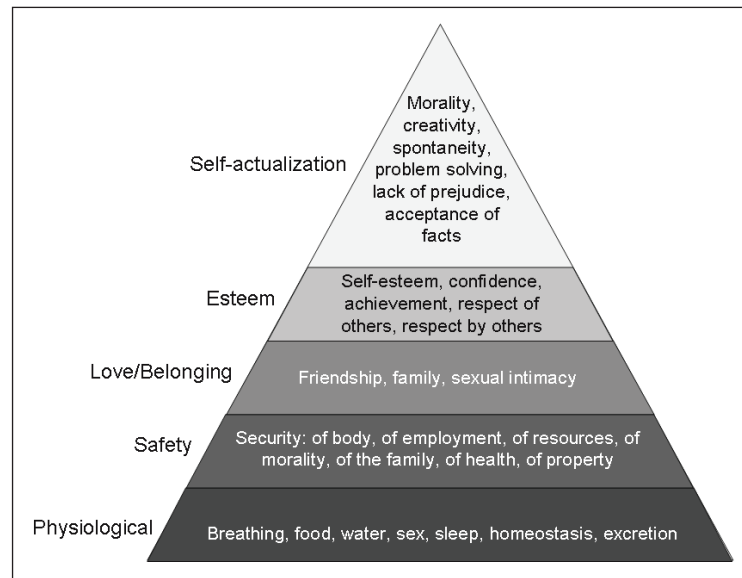 Morality,
creativity,
spontaneity,
problem solving,
lack of prejudice,
acceptance of
facts
Self-actualization
Self-esteem, confidence,
achievement, respect of
others, respect by others
Esteem
Friendship, family, sexual intimacy
Love/Belonging
Security: of body, of employment, of resources, of
morality, of the family, of health, of property
Safety
Breathing, food, water, sex, sleep, homeostasis, excretion
Physiological